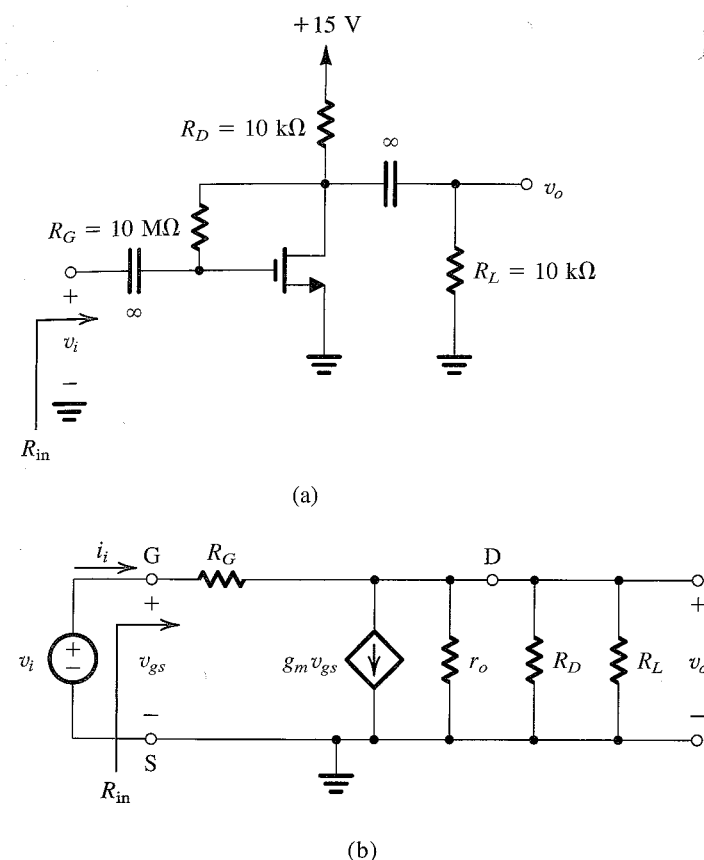 +15 V
R_D = 10 kΩ
∞
v_o
R_G = 10 MΩ
R_L = 10 kΩ
+
∞
v_i
−
R_in
(a)
i_i G R_G D
+ +
v_i + − v_gs g_m v_gs r_o R_D R_L v_o
− −
S
R_in
(b)